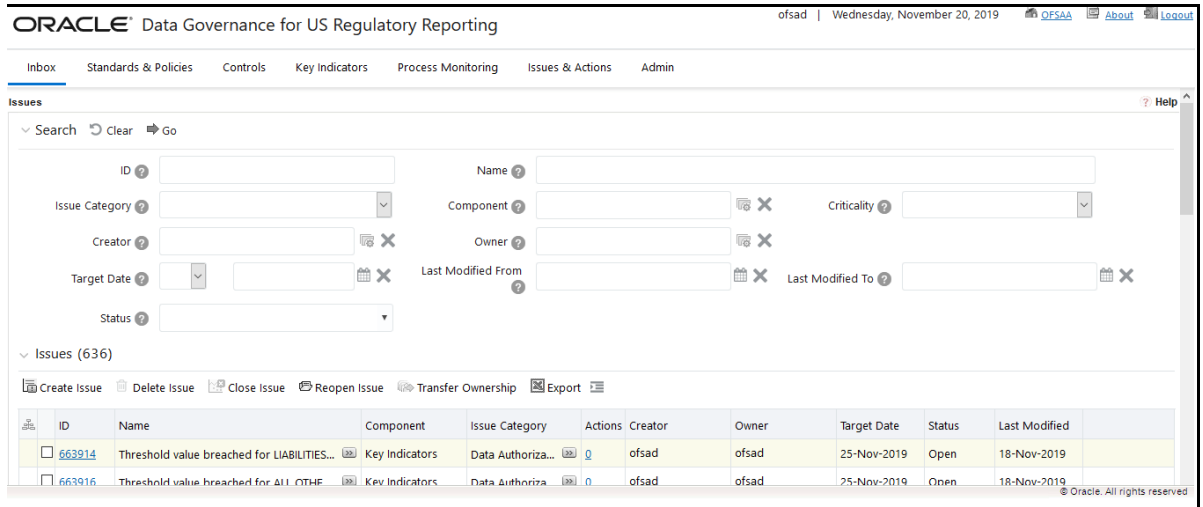 ORACLE® Data Governance for US Regulatory Reporting
ofsad | Wednesday, November 20, 2019 OFSAA About Logout
Inbox Standards & Policies Controls Key Indicators Process Monitoring Issues & Actions Admin
Issues ? Help
Search Clear Go
ID ? Name ?
Issue Category ? Component ? Criticality ?
Creator ? Owner ?
Target Date ? Last Modified From ? Last Modified To ?
Status ?
Issues (636)
Create Issue Delete Issue Close Issue Reopen Issue Transfer Ownership Export
ID Name Component Issue Category Actions Creator Owner Target Date Status Last Modified
663914 Threshold value breached for LIABILITIES... Key Indicators Data Authoriza... 0 ofsad ofsad 25-Nov-2019 Open 18-Nov-2019
663916 Threshold value breached for ALL OTHE... Key Indicators Data Authoriza... 0 ofsad ofsad 25-Nov-2019 Open 18-Nov-2019
© Oracle. All rights reserved